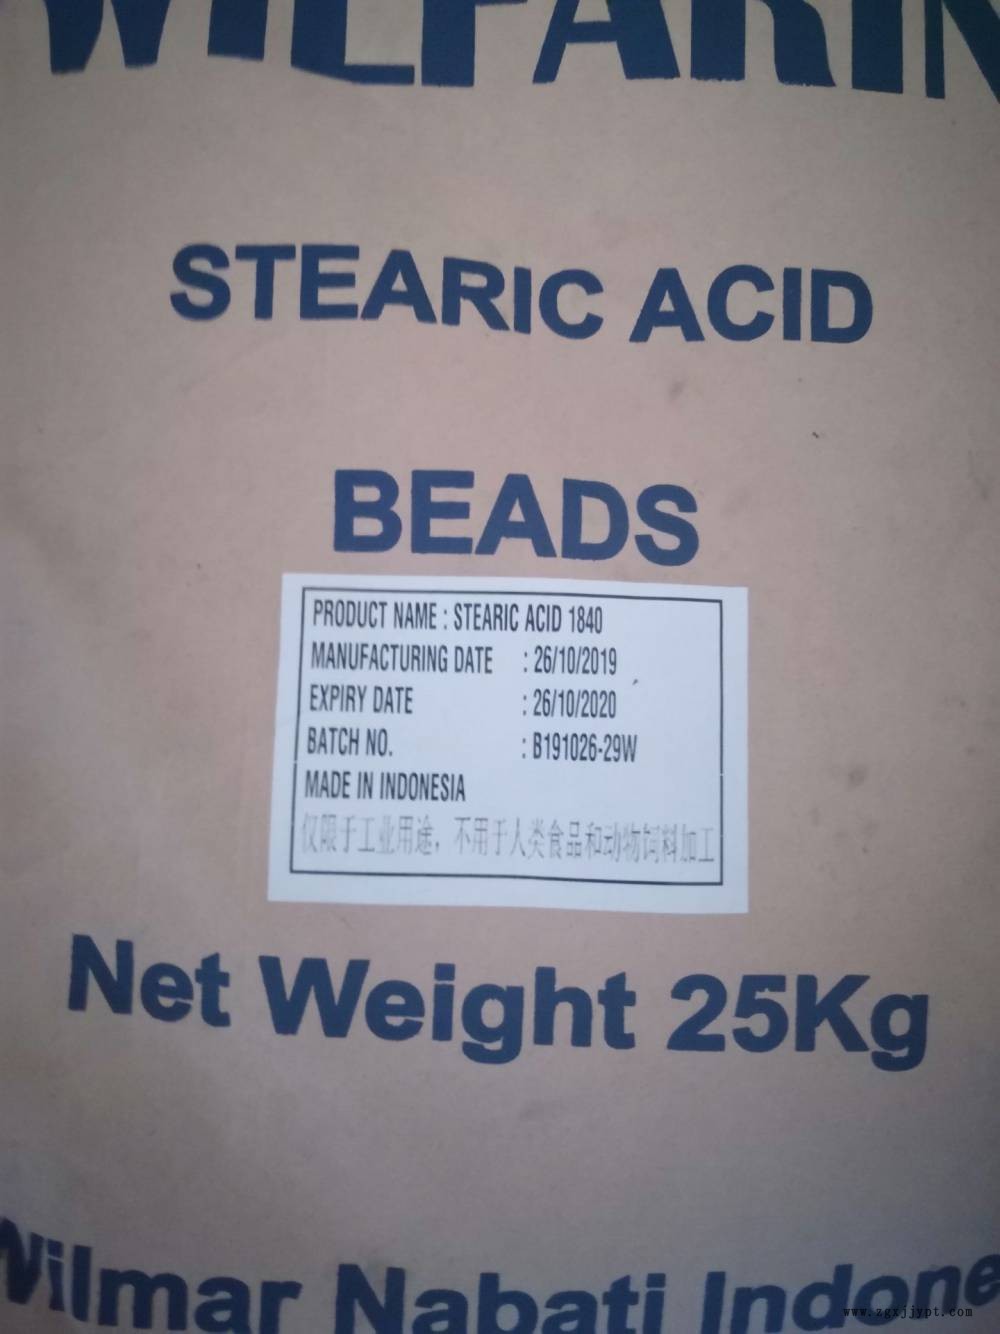 WILFARIN
STEARIC ACID
BEADS
PRODUCT NAME : STEARIC ACID 1840
MANUFACTURING DATE : 26/10/2019
EXPIRY DATE : 26/10/2020
BATCH NO. : B191026-29W
MADE IN INDONESIA
仅限于工业用途，不用于人类食品和动物饲料加工
Net Weight 25Kg
Wilmar Nabati Indone
www.zgxjjypt.com